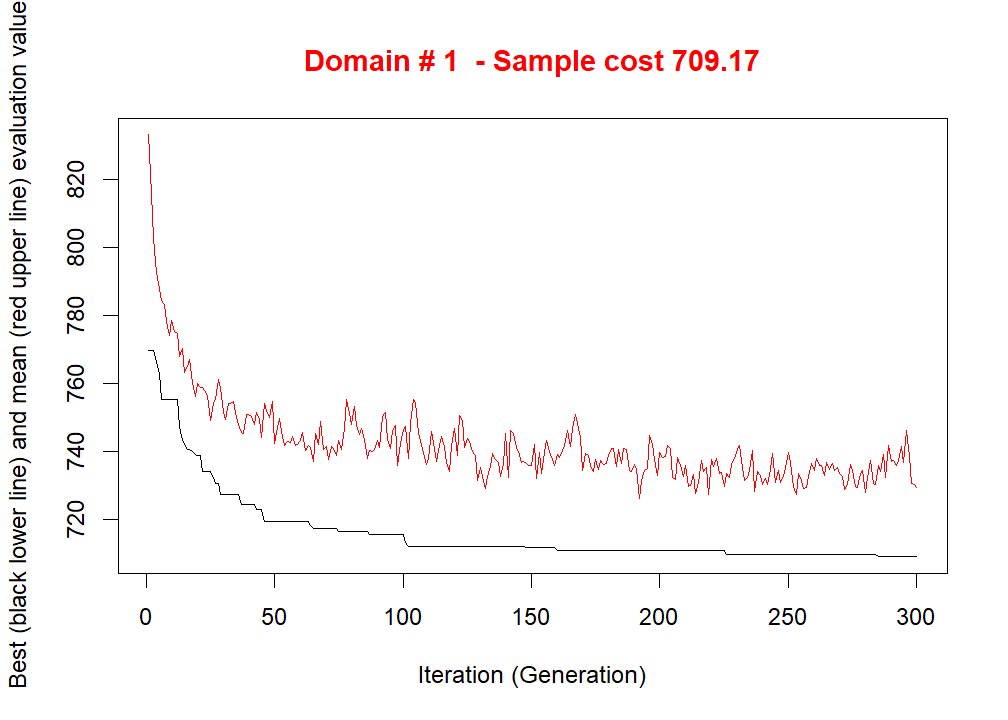 Domain # 1  - Sample cost 709.17
Best (black lower line) and mean (red upper line) evaluation value
820
800
780
760
740
720
0 50 100 150 200 250 300
Iteration (Generation)